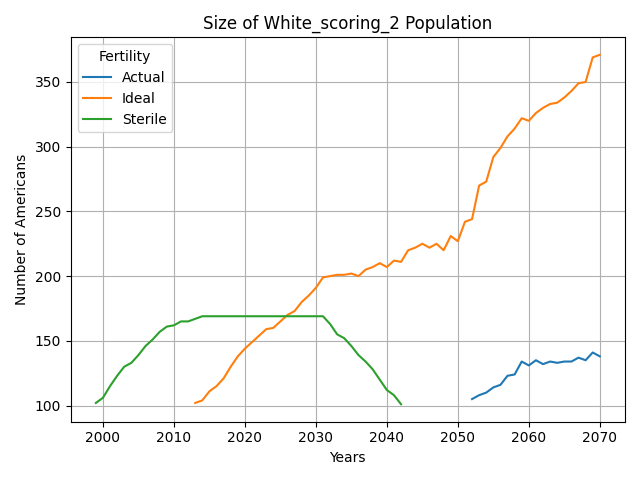 Size of White_scoring_2 Population
Fertility
Actual
Ideal
Sterile
Number of Americans
350
300
250
200
150
100
2000 2010 2020 2030 2040 2050 2060 2070
Years